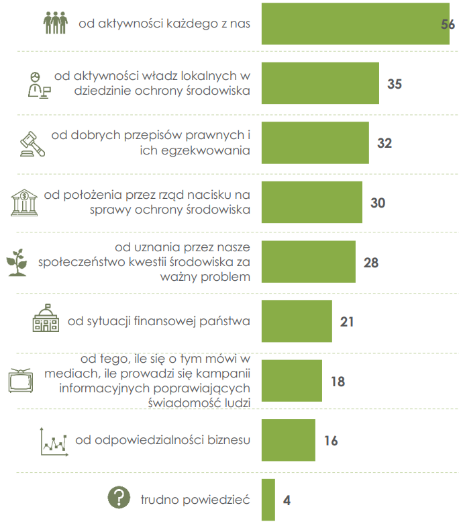 od aktywności każdego z nas 56
od aktywności władz lokalnych w
dziedzinie ochrony środowiska 35
od dobrych przepisów prawnych i
ich egzekwowania 32
od położenia przez rząd nacisku na
sprawy ochrony środowiska 30
od uznania przez nasze
społeczeństwo kwestii środowiska za
ważny problem 28
od sytuacji finansowej państwa 21
od tego, ile się o tym mówi w
mediach, ile prowadzi się kampanii
informacyjnych poprawiających
świadomość ludzi 18
od odpowiedzialności biznesu 16
? trudno powiedzieć 4